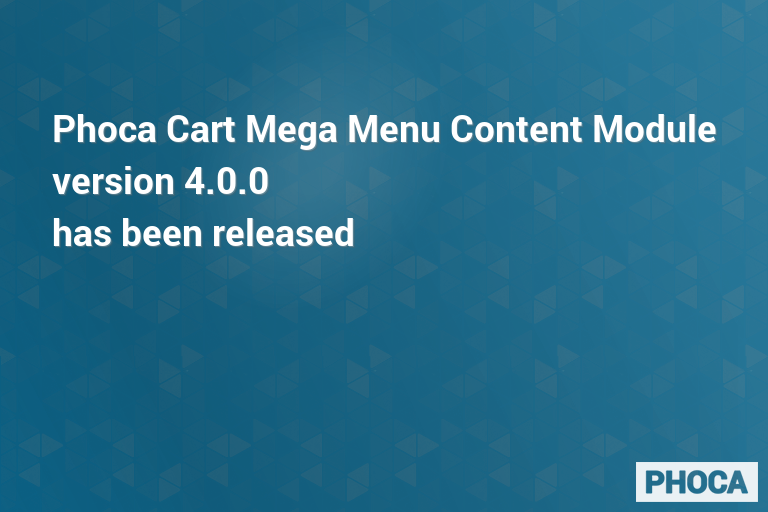 Phoca Cart Mega Menu Content Module
version 4.0.0
has been released
PHOCA